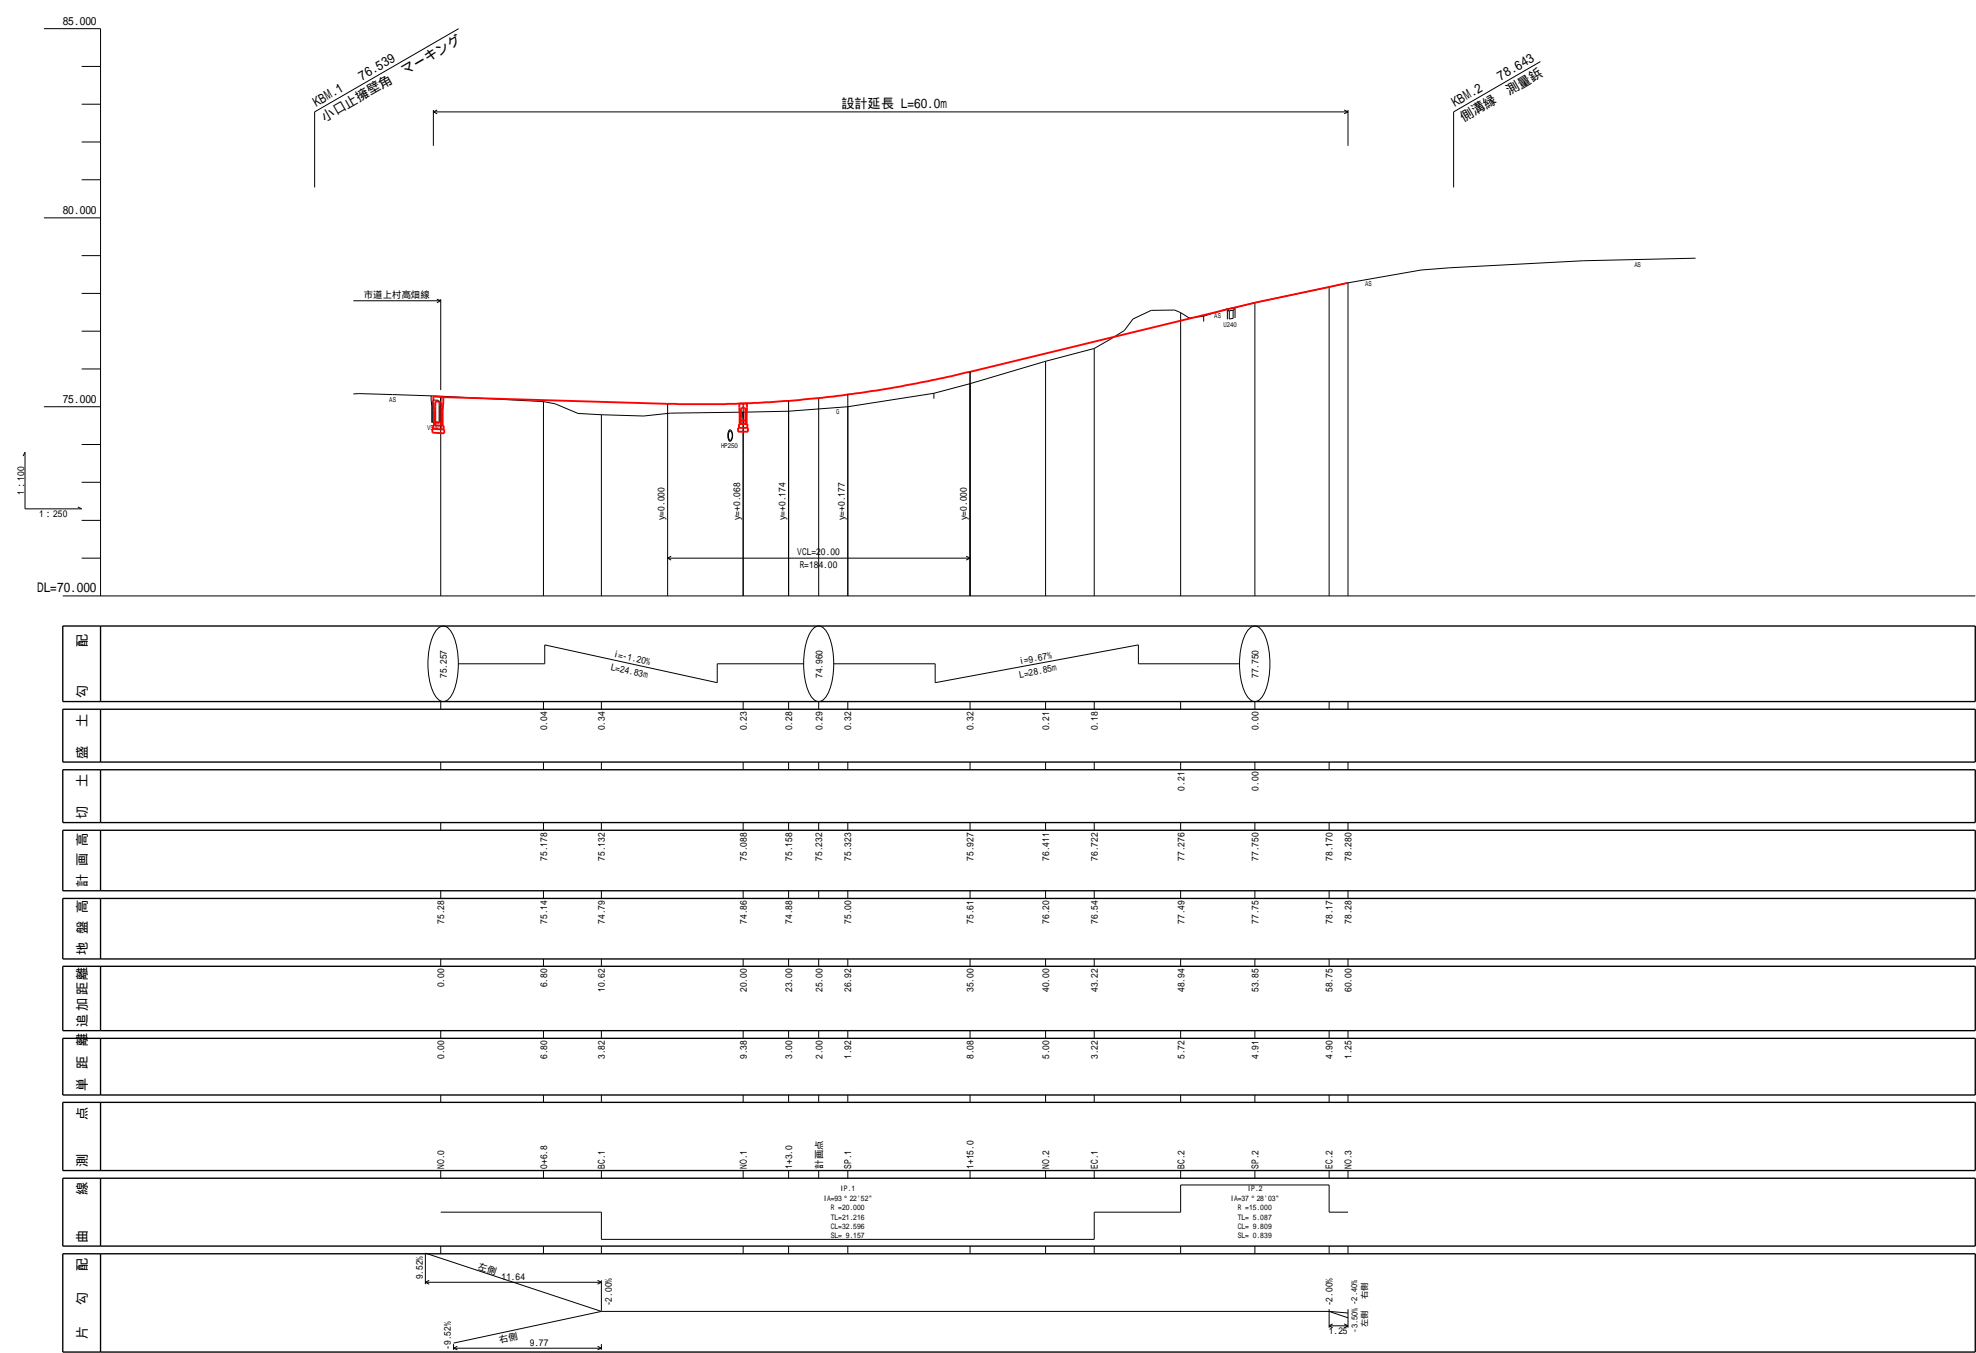 85.000
80.000
75.000
DL=70.000
1:100
1:250
KBM.1 76.539
小口止擁壁角 マーキング
KBM.2 78.643
側溝縁 測量鋲
設計延長 L=60.0m
市道上村高畑線
AS
HP250
G
AS
U240
AS
AS
y=0.000
y=+0.068
y=+0.174
y=+0.177
y=0.000
VCL=20.00
R=184.00
勾配
75.257
i=-1.20%
L=24.83m
74.960
i=9.67%
L=28.85m
77.750
盛土
0.04 0.34 0.23 0.28 0.29 0.32 0.32 0.21 0.18 0.00
切土
0.21 0.00
計画高
75.178 75.132 75.088 75.158 75.232 75.323 75.927 76.411 76.722 77.276 77.750 78.170 78.280
地盤高
75.28 75.14 74.79 74.86 74.88 75.00 75.61 76.20 76.54 77.49 77.75 78.17 78.28
追加距離
0.00 6.80 10.62 20.00 23.00 25.00 26.92 35.00 40.00 43.22 48.94 53.85 58.75 60.00
単距離
0.00 6.80 3.82 9.38 3.00 2.00 1.92 8.08 5.00 3.22 5.72 4.91 4.90 1.25
測点
NO.0 0+6.8 BC.1 NO.1 1+3.0 計画点 SP.1 1+15.0 NO.2 EC.1 BC.2 SP.2 EC.2 NO.3
曲線
IP.1
IA=93°22'52"
R =20.000
TL=21.216
CL=32.596
SL= 9.157
IP.2
IA=37°28'03"
R =15.000
TL= 5.087
CL= 9.809
SL= 0.839
片勾配
9.52%
左側
11.64
-2.00%
-9.52%
右側
9.77
-2.00%
1.25
-2.40% 右側
-3.50% 左側